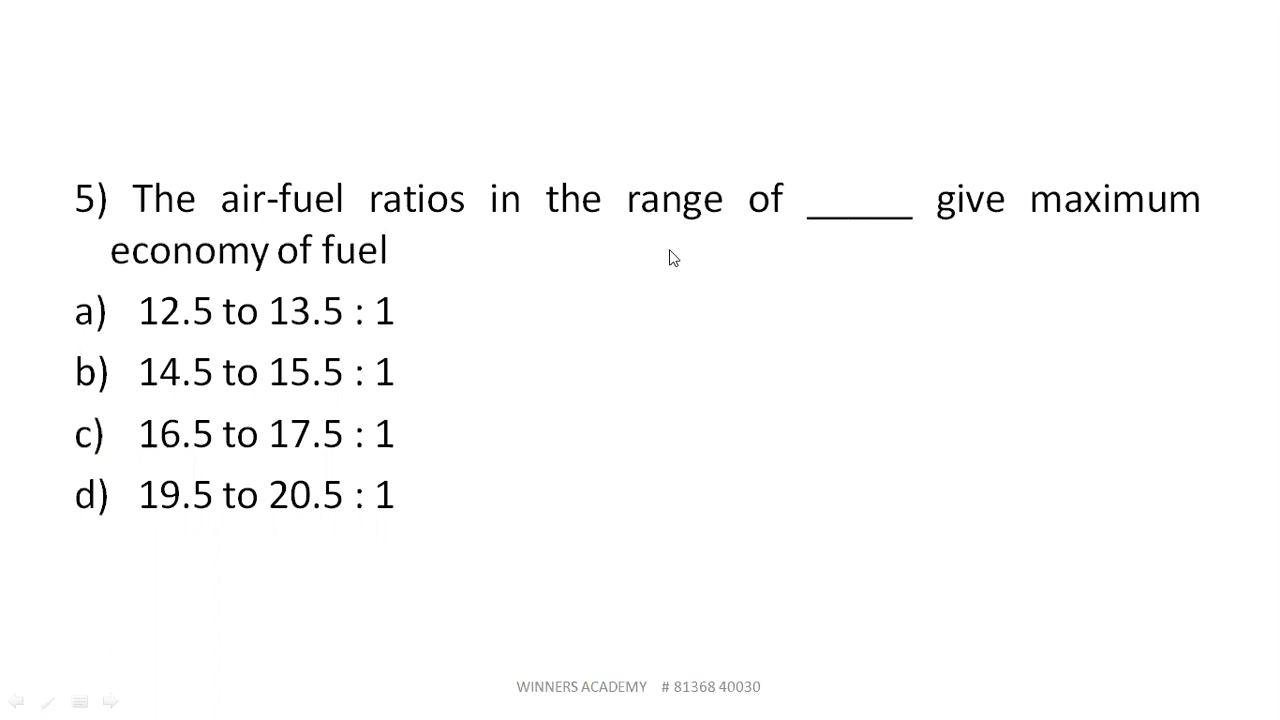 5) The air-fuel ratios in the range of _____ give maximum
economy of fuel
a) 12.5 to 13.5 : 1
b) 14.5 to 15.5 : 1
c) 16.5 to 17.5 : 1
d) 19.5 to 20.5 : 1
WINNERS ACADEMY # 81368 40030